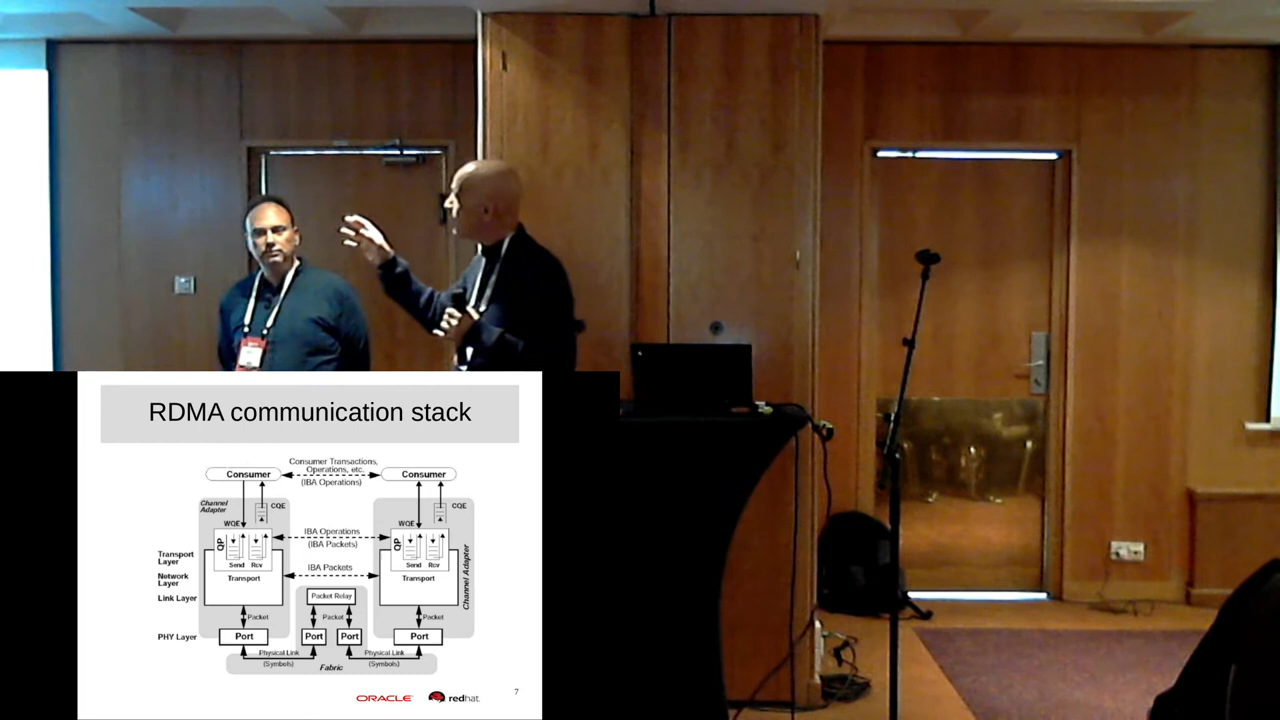 RDMA communication stack
Consumer Transactions,
Operations, etc.
(IBA Operations)
Consumer
Consumer
Channel
Adapter
CQE
CQE
WQE
WQE
IBA Operations
(IBA Packets)
QP
QP
Send
Rcv
Send
Rcv
Transport
Layer
IBA Packets
Transport
Transport
Channel Adapter
Network
Layer
Link Layer
Packet Relay
Packet
Packet
Packet
PHY Layer
Port
Port
Port
Port
Physical Link
(Symbols)
Physical Link
(Symbols)
Fabric
ORACLE
redhat.
7